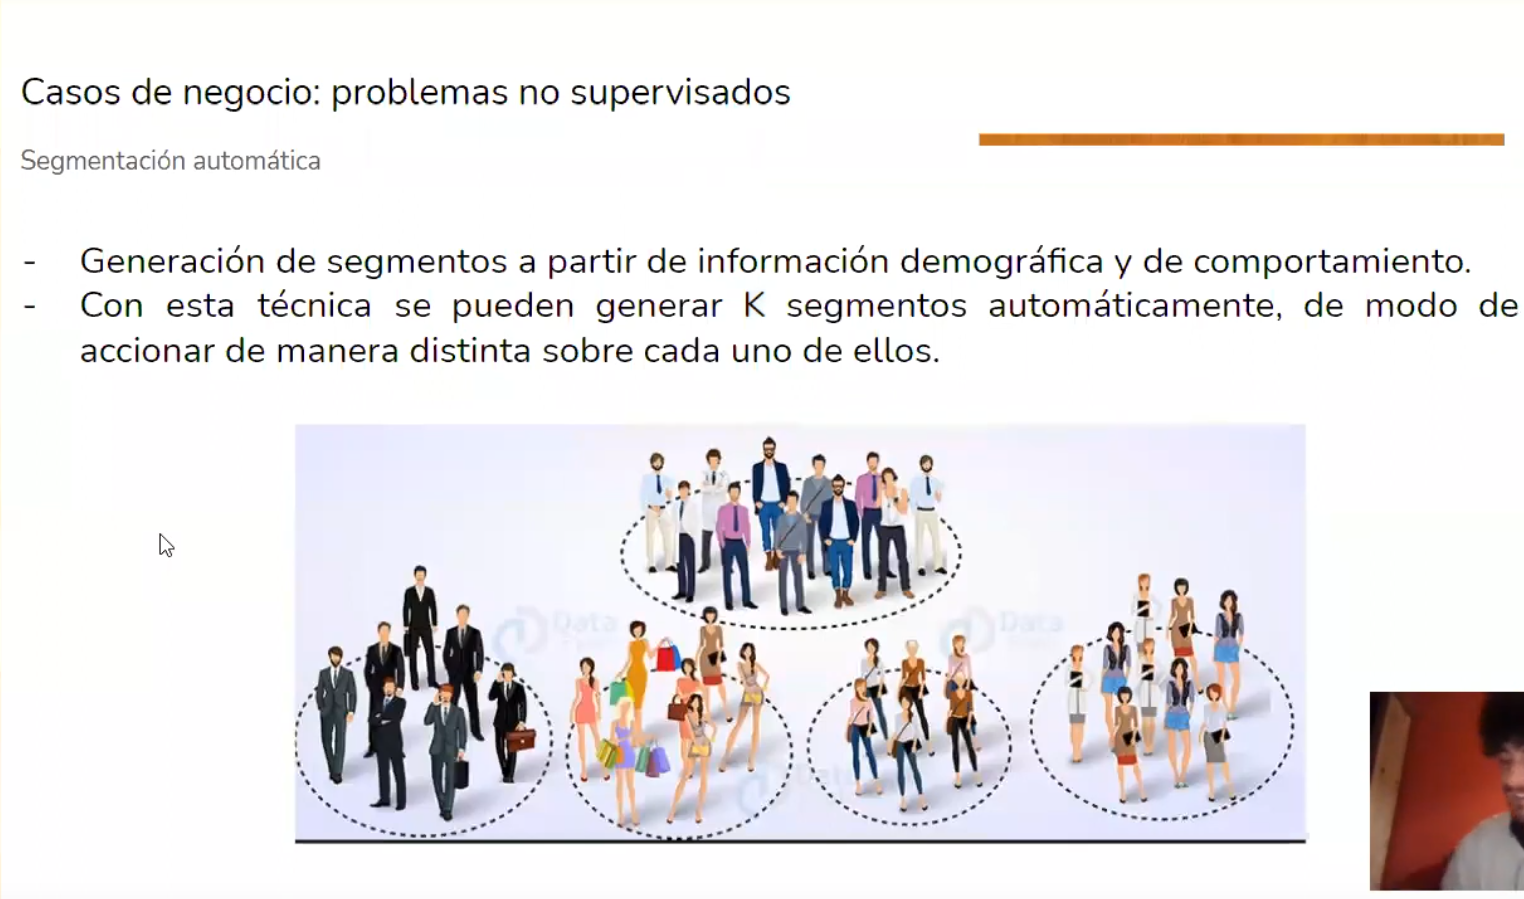 Casos de negocio: problemas no supervisados
Segmentación automática
- Generación de segmentos a partir de información demográfica y de comportamiento.
- Con esta técnica se pueden generar K segmentos automáticamente, de modo de
accionar de manera distinta sobre cada uno de ellos.
Data
Data
Data